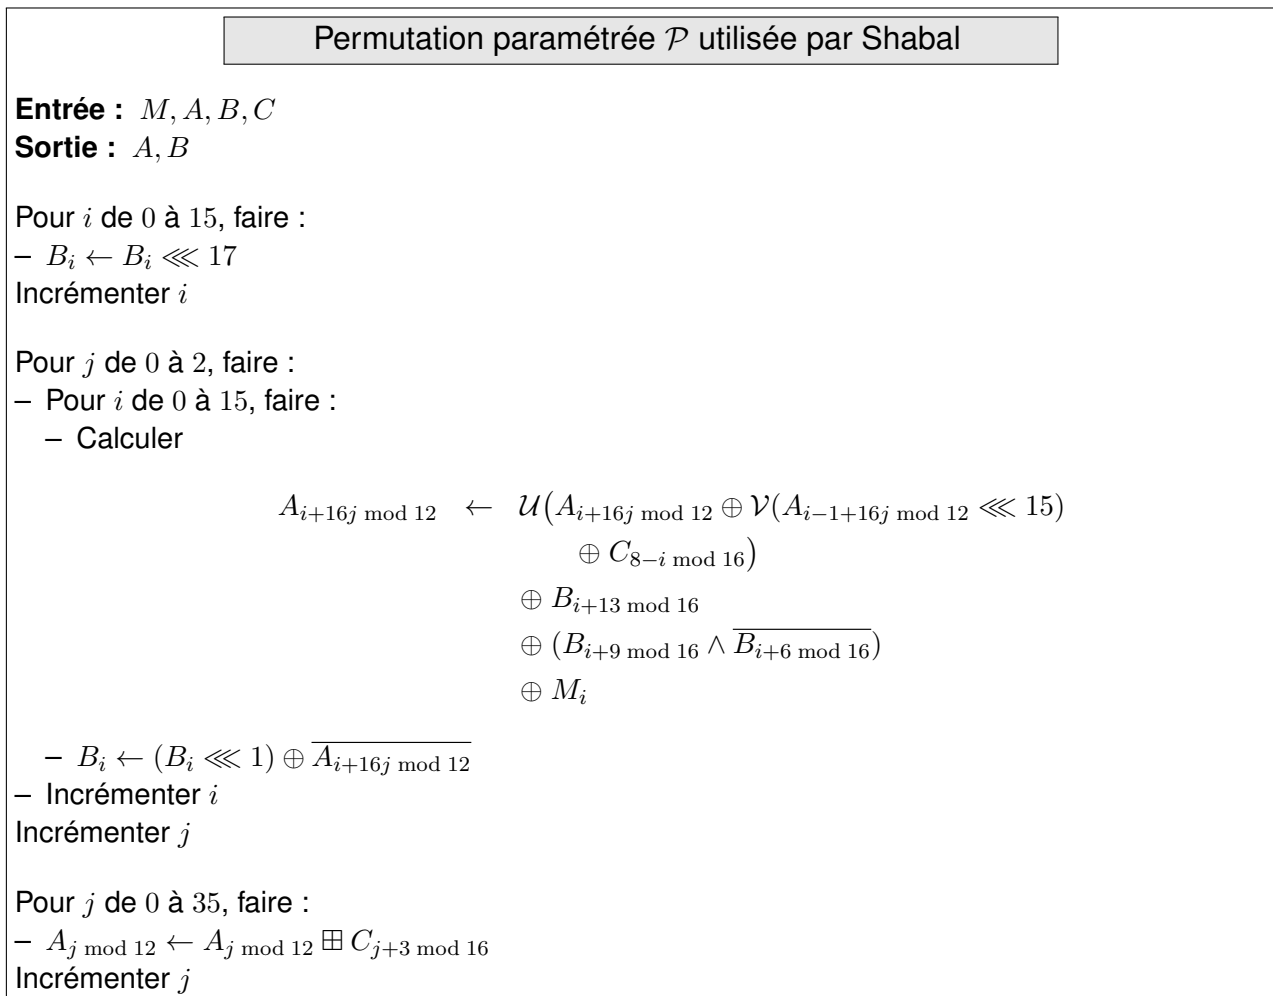 Permutation paramétrée 𝒫 utilisée par Shabal
Entrée : M, A, B, C
Sortie : A, B
Pour i de 0 à 15, faire :
– B_i ← B_i ⋘ 17
Incrémenter i
Pour j de 0 à 2, faire :
– Pour i de 0 à 15, faire :
– Calculer
A_{i+16j mod 12} ← 𝒰(A_{i+16j mod 12} ⊕ 𝒱(A_{i−1+16j mod 12} ⋘ 15)
⊕ C_{8−i mod 16})
⊕ B_{i+13 mod 16}
⊕ (B_{i+9 mod 16} ∧ \overline{B_{i+6 mod 16}})
⊕ M_i
– B_i ← (B_i ⋘ 1) ⊕ \overline{A_{i+16j mod 12}}
– Incrémenter i
Incrémenter j
Pour j de 0 à 35, faire :
– A_{j mod 12} ← A_{j mod 12} ⊞ C_{j+3 mod 16}
Incrémenter j